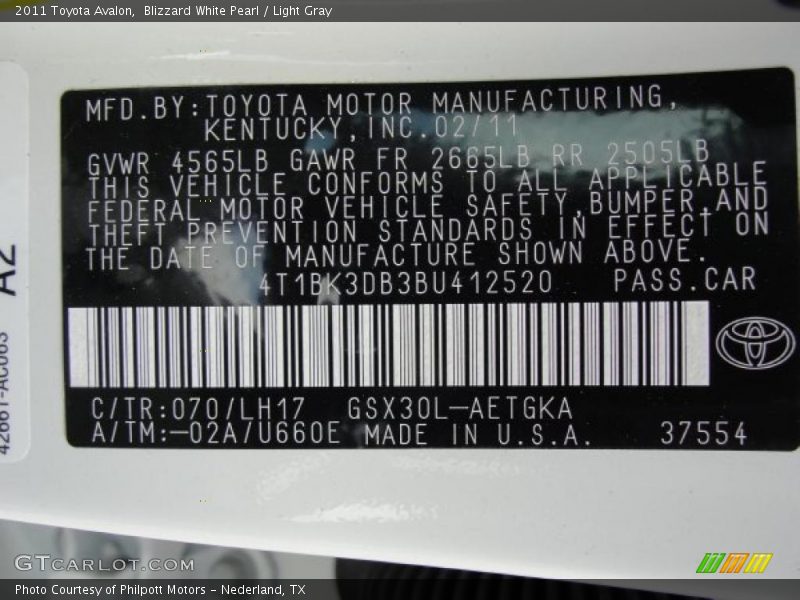 2011 Toyota Avalon,  Blizzard White Pearl / Light Gray
MFD.BY:TOYOTA MOTOR MANUFACTURING,
KENTUCKY,INC.02/11
GVWR 4565LB GAWR FR 2665LB RR 2505LB
THIS VEHICLE CONFORMS TO ALL APPLICABLE
FEDERAL MOTOR VEHICLE SAFETY,BUMPER,AND
THEFT PREVENTION STANDARDS IN EFFECT ON
THE DATE OF MANUFACTURE SHOWN ABOVE.
4T1BK3DB3BU412520 PASS.CAR
C/TR:070/LH17 GSX30L-AETGKA
A/TM:-02A/U660E MADE IN U.S.A. 37554
A2
42661-AC063
GTCARLOT.COM
Photo Courtesy of Philpott Motors - Nederland, TX